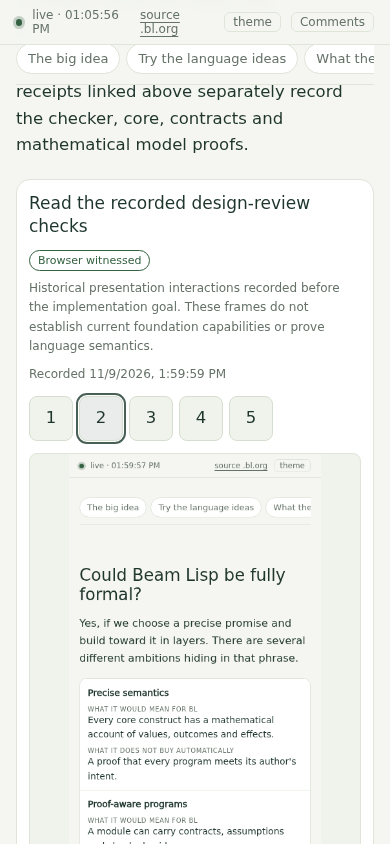 live · 01:05:56 PM
source .bl.org
theme
Comments
The big idea
Try the language ideas
What the
receipts linked above separately record
the checker, core, contracts and
mathematical model proofs.
Read the recorded design-review
checks
Browser witnessed
Historical presentation interactions recorded before
the implementation goal. These frames do not
establish current foundation capabilities or prove
language semantics.
Recorded 11/9/2026, 1:59:59 PM
1
2
3
4
5
live · 01:59:57 PM
source .bl.org
theme
The big idea
Try the language ideas
What the
Could Beam Lisp be fully
formal?
Yes, if we choose a precise promise and
build toward it in layers. There are several
different ambitions hiding in that phrase.
Precise semantics
WHAT IT WOULD MEAN FOR BL
Every core construct has a mathematical
account of values, outcomes and effects.
WHAT IT DOES NOT BUY AUTOMATICALLY
A proof that every program meets its author's
intent.
Proof-aware programs
WHAT IT WOULD MEAN FOR BL
A module can carry contracts, assumptions